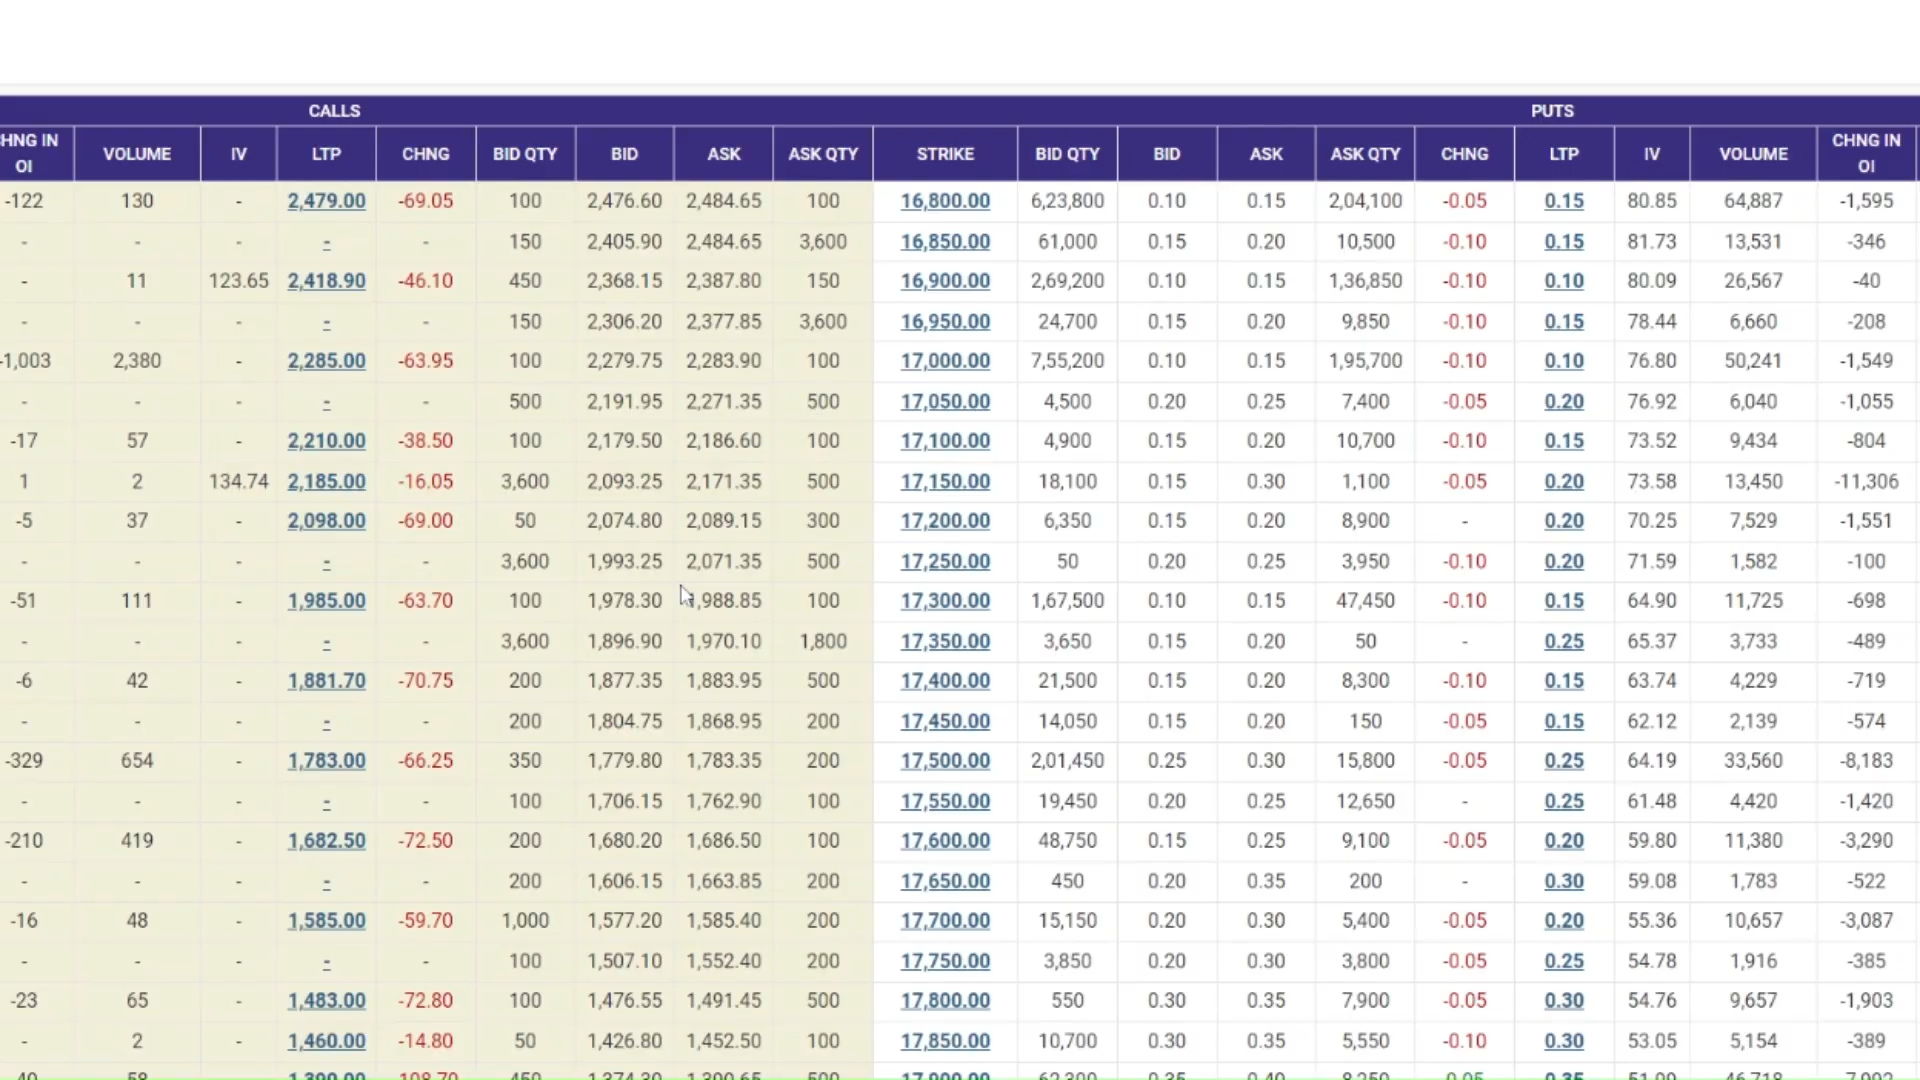 CALLS PUTS
CHNG IN OI VOLUME IV LTP CHNG BID QTY BID ASK ASK QTY STRIKE BID QTY BID ASK ASK QTY CHNG LTP IV VOLUME CHNG IN OI
-122 130 - 2,479.00 -69.05 100 2,476.60 2,484.65 100 16,800.00 6,23,800 0.10 0.15 2,04,100 -0.05 0.15 80.85 64,887 -1,595
- - - - - 150 2,405.90 2,484.65 3,600 16,850.00 61,000 0.15 0.20 10,500 -0.10 0.15 81.73 13,531 -346
- 11 123.65 2,418.90 -46.10 450 2,368.15 2,387.80 150 16,900.00 2,69,200 0.10 0.15 1,36,850 -0.10 0.10 80.09 26,567 -40
- - - - - 150 2,306.20 2,377.85 3,600 16,950.00 24,700 0.15 0.20 9,850 -0.10 0.15 78.44 6,660 -208
-1,003 2,380 - 2,285.00 -63.95 100 2,279.75 2,283.90 100 17,000.00 7,55,200 0.10 0.15 1,95,700 -0.10 0.10 76.80 50,241 -1,549
- - - - - 500 2,191.95 2,271.35 500 17,050.00 4,500 0.20 0.25 7,400 -0.05 0.20 76.92 6,040 -1,055
-17 57 - 2,210.00 -38.50 100 2,179.50 2,186.60 100 17,100.00 4,900 0.15 0.20 10,700 -0.10 0.15 73.52 9,434 -804
1 2 134.74 2,185.00 -16.05 3,600 2,093.25 2,171.35 500 17,150.00 18,100 0.15 0.30 1,100 -0.05 0.20 73.58 13,450 -11,306
-5 37 - 2,098.00 -69.00 50 2,074.80 2,089.15 300 17,200.00 6,350 0.15 0.20 8,900 - 0.20 70.25 7,529 -1,551
- - - - - 3,600 1,993.25 2,071.35 500 17,250.00 50 0.20 0.25 3,950 -0.10 0.20 71.59 1,582 -100
-51 111 - 1,985.00 -63.70 100 1,978.30 1,988.85 100 17,300.00 1,67,500 0.10 0.15 47,450 -0.10 0.15 64.90 11,725 -698
- - - - - 3,600 1,896.90 1,970.10 1,800 17,350.00 3,650 0.15 0.20 50 - 0.25 65.37 3,733 -489
-6 42 - 1,881.70 -70.75 200 1,877.35 1,883.95 500 17,400.00 21,500 0.15 0.20 8,300 -0.10 0.15 63.74 4,229 -719
- - - - - 200 1,804.75 1,868.95 200 17,450.00 14,050 0.15 0.20 150 -0.05 0.15 62.12 2,139 -574
-329 654 - 1,783.00 -66.25 350 1,779.80 1,783.35 200 17,500.00 2,01,450 0.25 0.30 15,800 -0.05 0.25 64.19 33,560 -8,183
- - - - - 100 1,706.15 1,762.90 100 17,550.00 19,450 0.20 0.25 12,650 - 0.25 61.48 4,420 -1,420
-210 419 - 1,682.50 -72.50 200 1,680.20 1,686.50 100 17,600.00 48,750 0.15 0.25 9,100 -0.05 0.20 59.80 11,380 -3,290
- - - - - 200 1,606.15 1,663.85 200 17,650.00 450 0.20 0.35 200 - 0.30 59.08 1,783 -522
-16 48 - 1,585.00 -59.70 1,000 1,577.20 1,585.40 200 17,700.00 15,150 0.20 0.30 5,400 -0.05 0.20 55.36 10,657 -3,087
- - - - - 100 1,507.10 1,552.40 200 17,750.00 3,850 0.20 0.30 3,800 -0.05 0.25 54.78 1,916 -385
-23 65 - 1,483.00 -72.80 100 1,476.55 1,491.45 500 17,800.00 550 0.30 0.35 7,900 -0.05 0.30 54.76 9,657 -1,903
- 2 - 1,460.00 -14.80 50 1,426.80 1,452.50 100 17,850.00 10,700 0.30 0.35 5,550 -0.10 0.30 53.05 5,154 -389